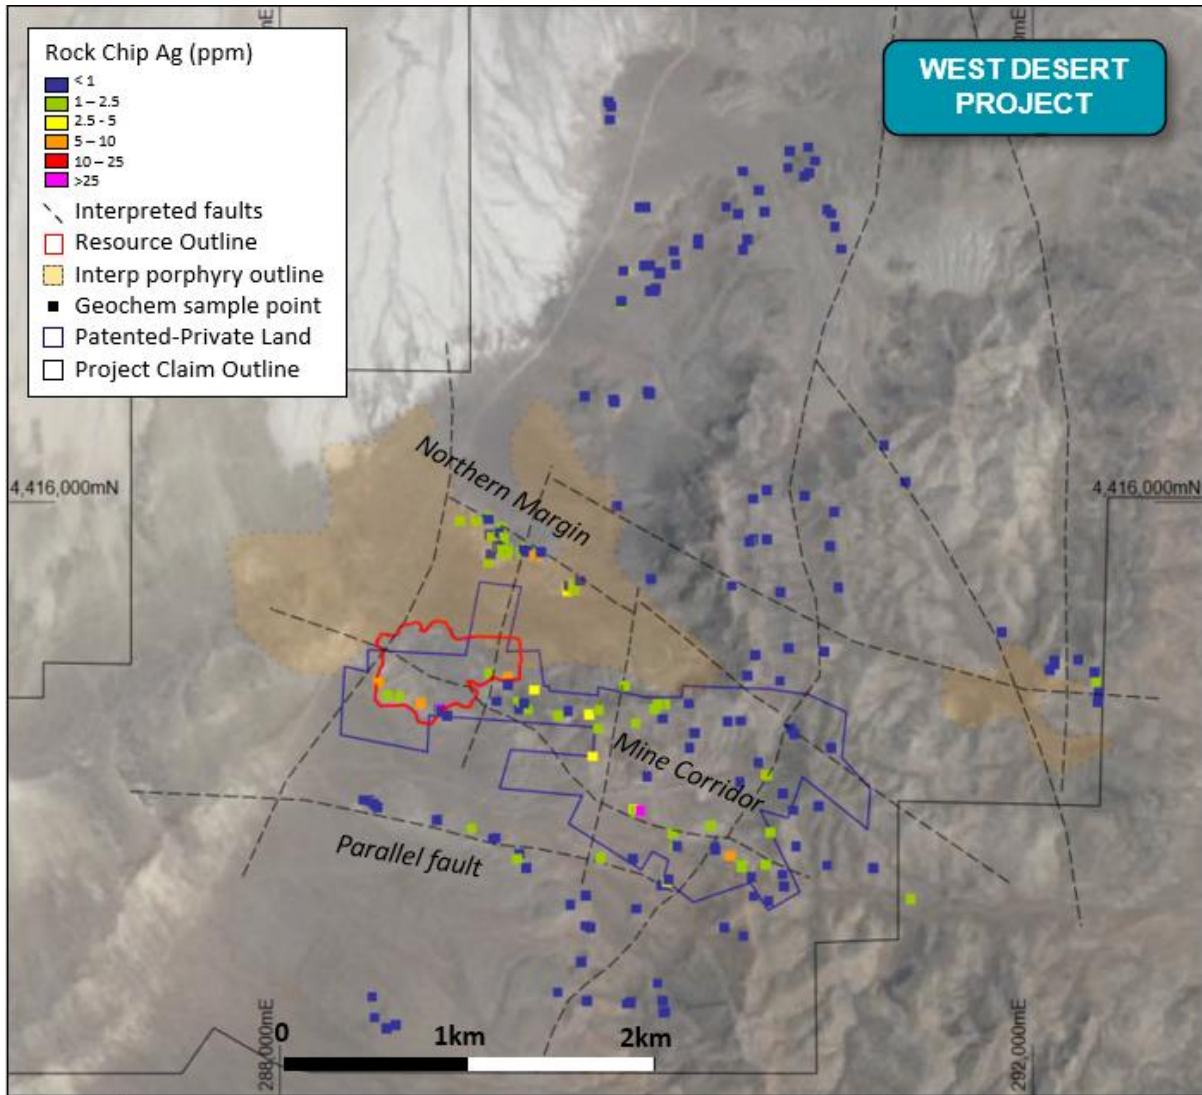 Rock Chip Ag (ppm)
< 1
1 – 2.5
2.5 - 5
5 – 10
10 – 25
>25
Interpreted faults
Resource Outline
Interp porphyry outline
Geochem sample point
Patented-Private Land
Project Claim Outline
WEST DESERT
PROJECT
Northern Margin
4,416,000mN
4,416,000mN
Mine Corridor
Parallel fault
288,000mE
292,000mE
0
1km
2km